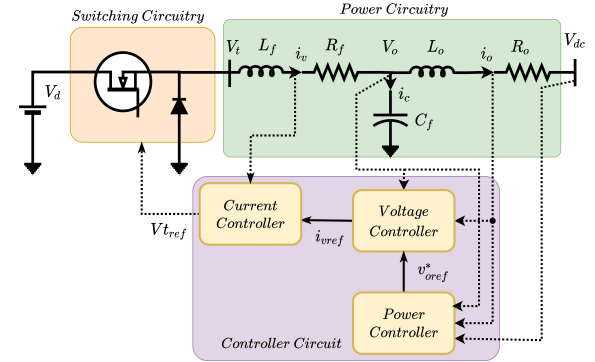 Switching Circuitry
Power Circuitry
V_d
V_t
L_f
i_v
R_f
V_o
L_o
i_o
R_o
V_dc
i_c
C_f
Vt_ref
Current
Controller
i_vref
Voltage
Controller
v*_oref
Power
Controller
Controller Circuit